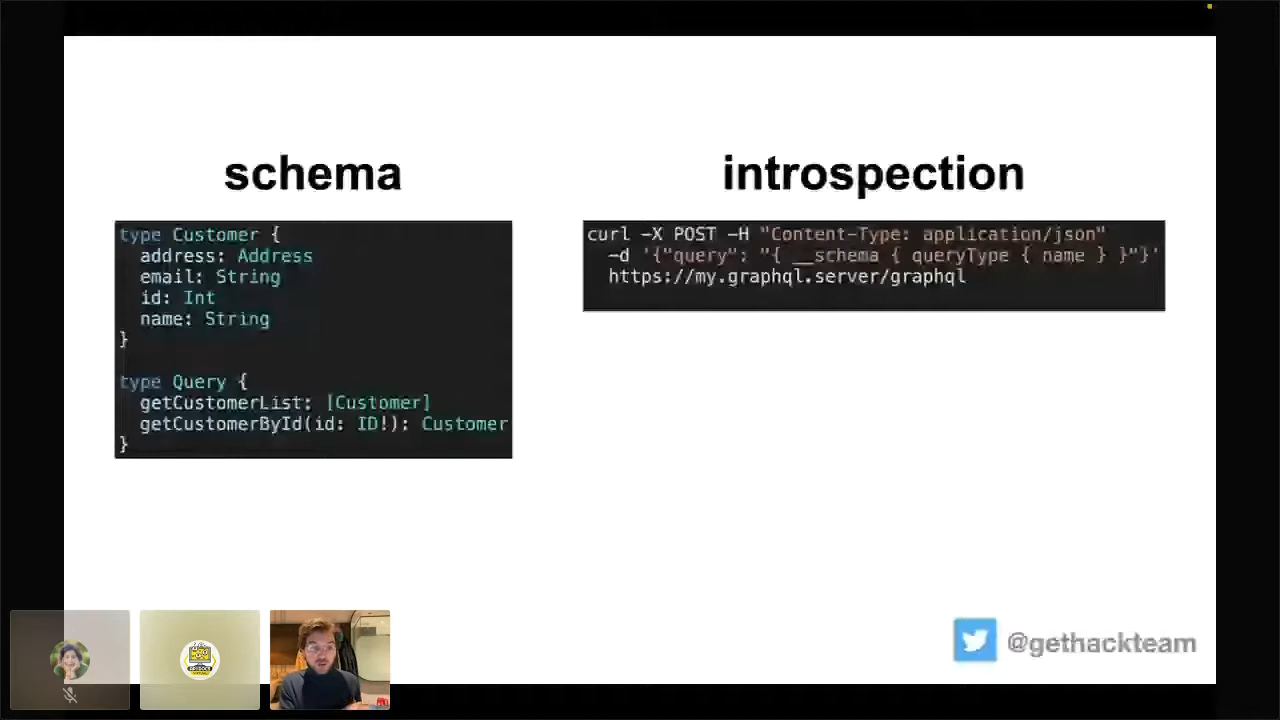 schema
introspection
type Customer {
  address: Address
  email: String
  id: Int
  name: String
}
type Query {
  getCustomerList: [Customer]
  getCustomerById(id: ID!): Customer
}
curl -X POST -H "Content-Type: application/json"
  -d '{"query": "{ __schema { queryType { name } }"}'
  https://my.graphql.server/graphql
@gethackteam